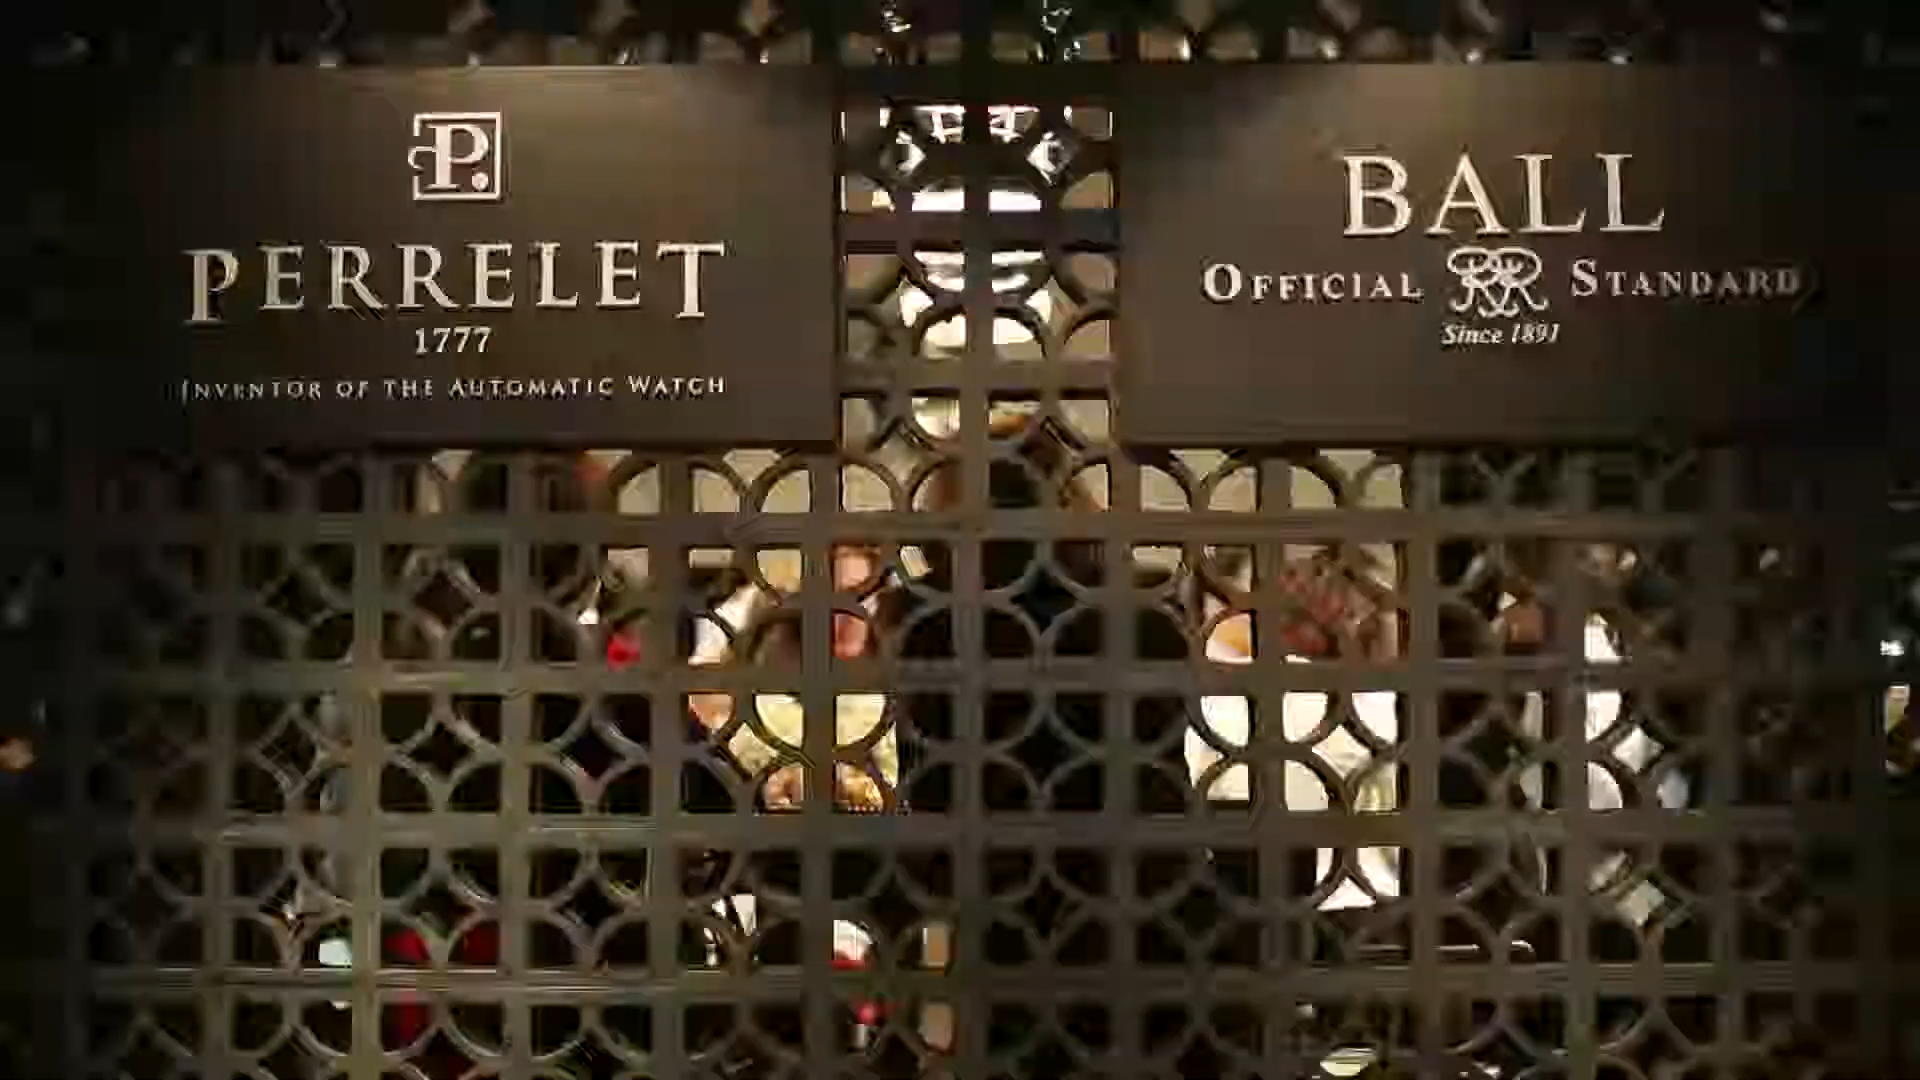 P.
PERRELET
1777
INVENTOR OF THE AUTOMATIC WATCH
BALL
OFFICIAL RR STANDARD
Since 1891